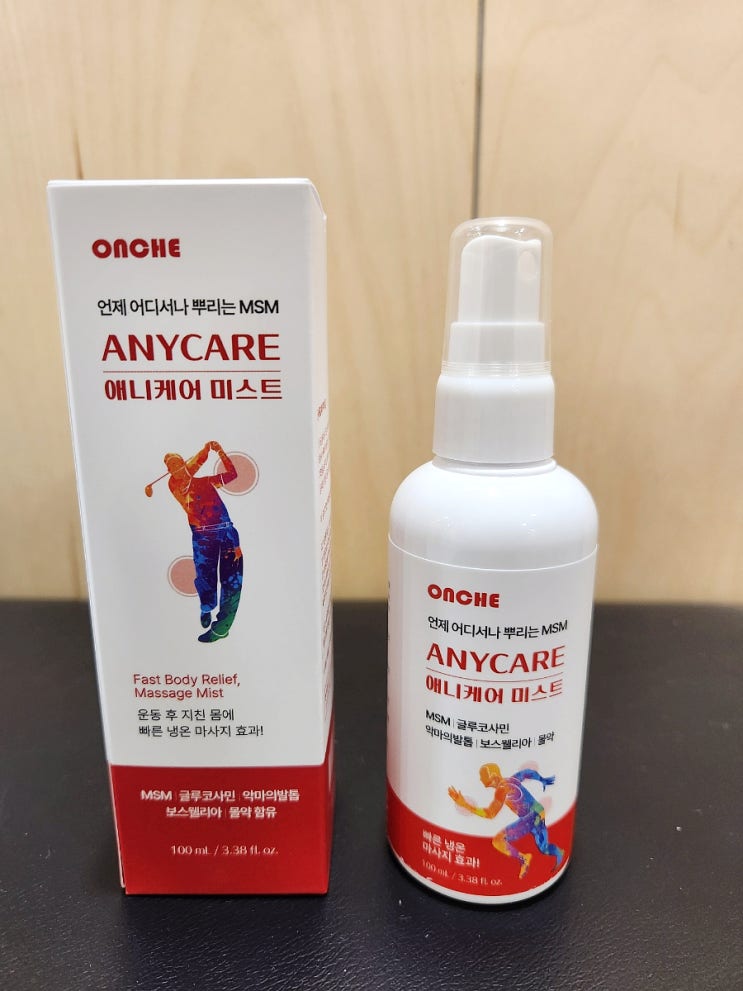 ONCHE
언제 어디서나 뿌리는 MSM
ANYCARE
애니케어 미스트
Fast Body Relief,
Massage Mist
운동 후 지친 몸에
빠른 냉온 마사지 효과!
MSM | 글루코사민 | 악마의발톱
보스웰리아 | 몰약 함유
100 mL / 3.38 fl. oz.
ONCHE
언제 어디서나 뿌리는 MSM
ANYCARE
애니케어 미스트
MSM | 글루코사민
악마의발톱 | 보스웰리아 | 몰약
빠른 냉온
마사지 효과!
100 mL / 3.38 fl. oz.